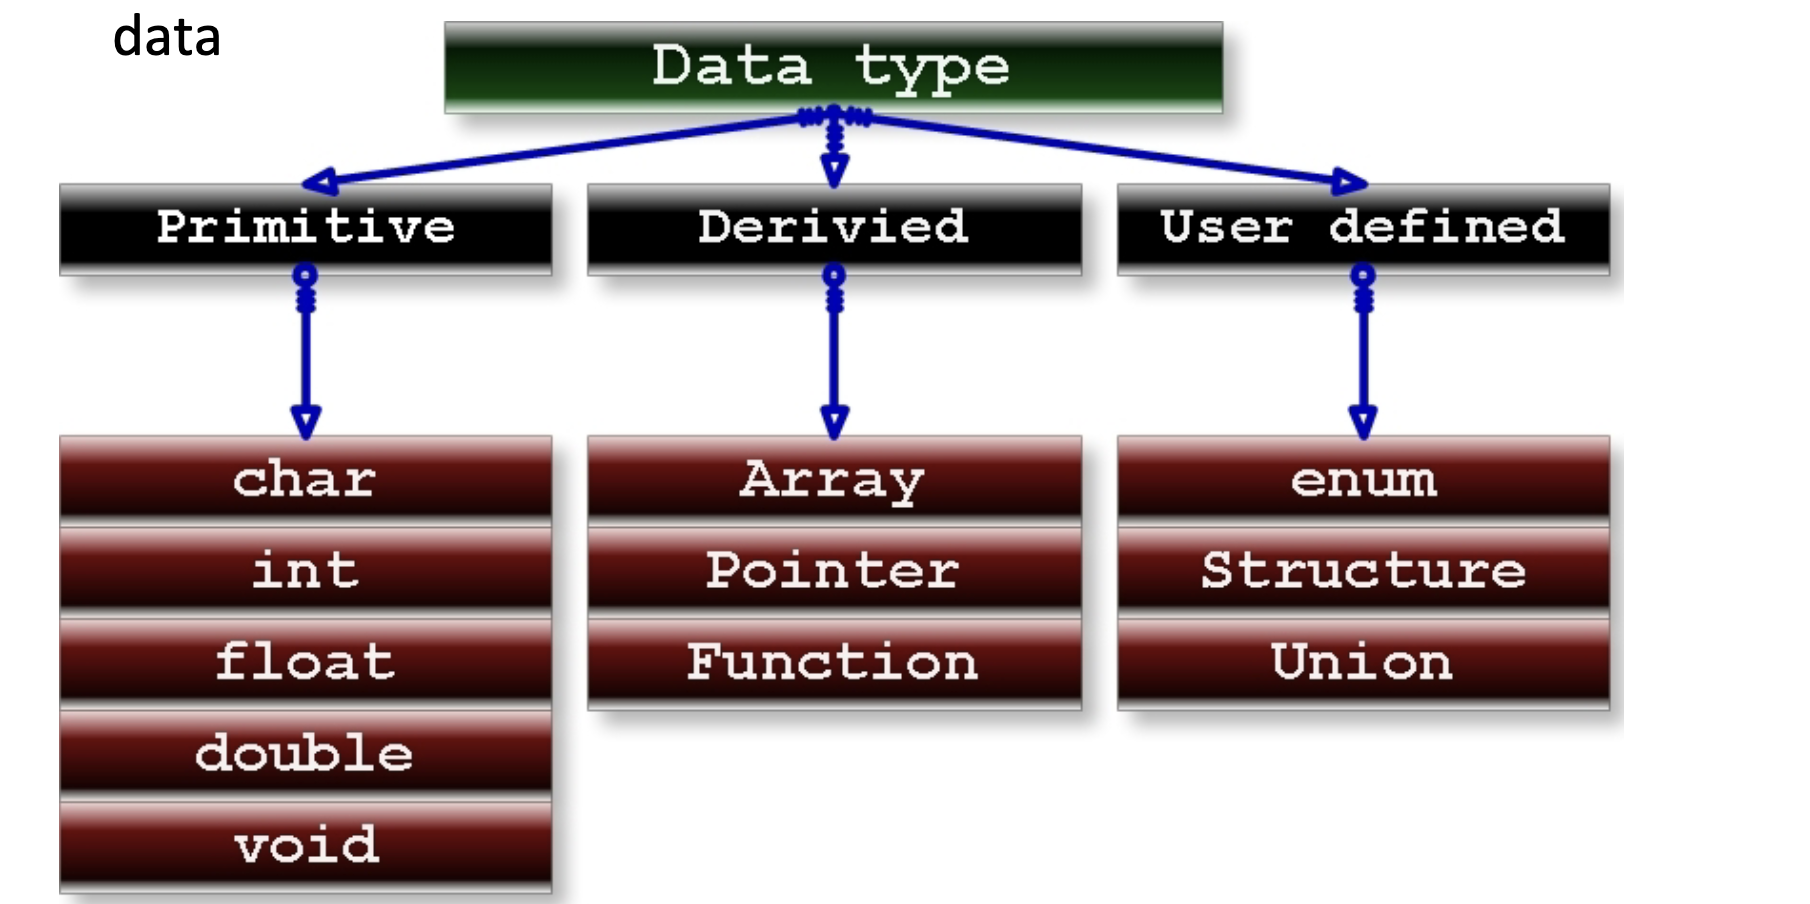 data
Data type
Primitive
Derivied
User defined
char
int
float
double
void
Array
Pointer
Function
enum
Structure
Union